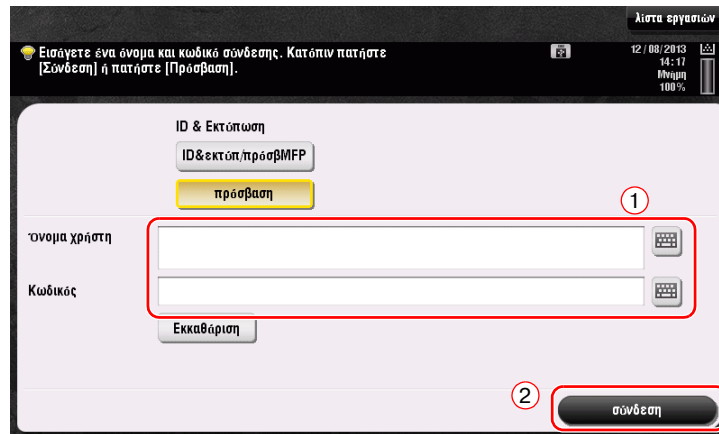 λίστα εργασιών
Εισάγετε ένα όνομα και κωδικό σύνδεσης. Κατόπιν πατήστε
[Σύνδεση] ή πατήστε [Πρόσβαση].
12/08/2013
14:17
Μνήμη
100%
ID & Εκτύπωση
ID&εκτύπ/πρόσβMFP
πρόσβαση
1
Όνομα χρήστη
Κωδικός
Εκκαθάριση
2
σύνδεση